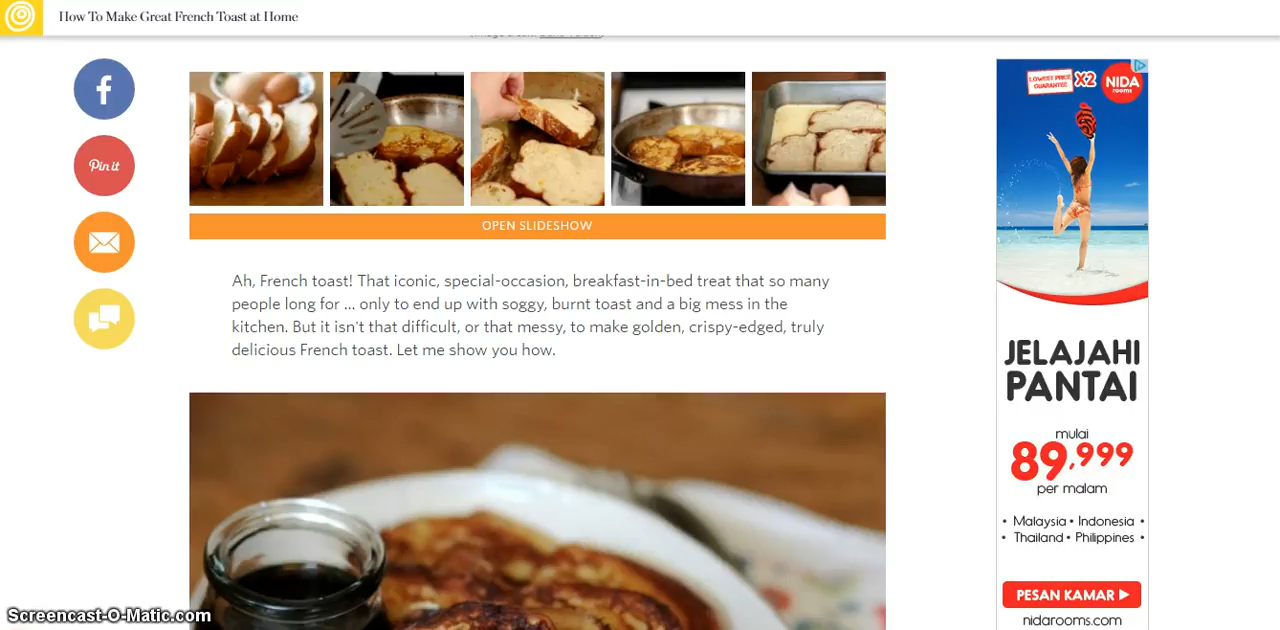 How To Make Great French Toast at Home
Pin it
OPEN SLIDESHOW
Ah, French toast! That iconic, special-occasion, breakfast-in-bed treat that so many
people long for ... only to end up with soggy, burnt toast and a big mess in the
kitchen. But it isn't that difficult, or that messy, to make golden, crispy-edged, truly
delicious French toast. Let me show you how.
LOWEST PRICE
GUARANTEE
X2
NIDA
rooms
JELAJAHI
PANTAI
mulai
89,999
per malam
• Malaysia • Indonesia •
• Thailand • Philippines •
PESAN KAMAR
nidarooms.com
Screencast-O-Matic.com